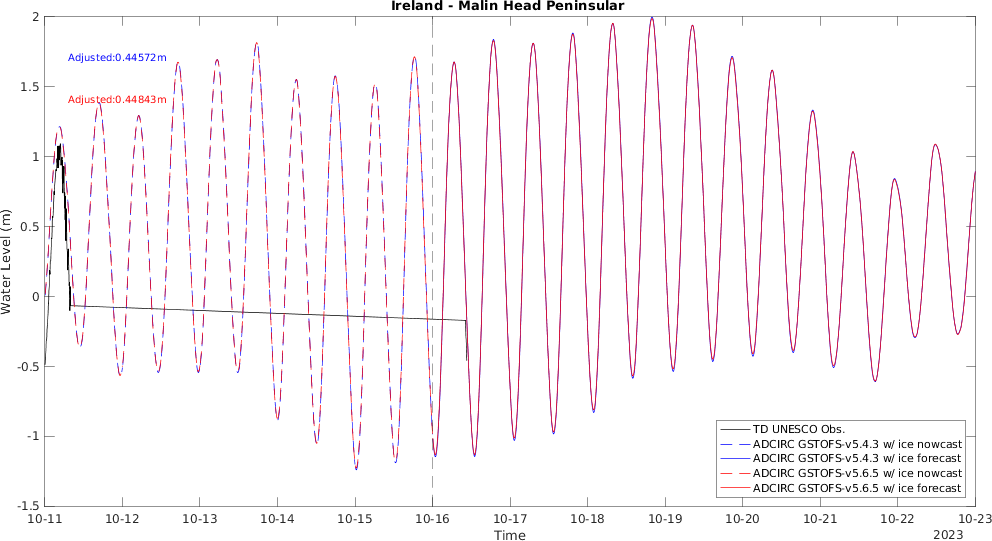 Ireland - Malin Head Peninsular
Adjusted:0.44572m
Adjusted:0.44843m
Water Level (m)
2
1.5
1
0.5
0
-0.5
-1
-1.5
TD UNESCO Obs.
ADCIRC GSTOFS-v5.4.3 w/ ice nowcast
ADCIRC GSTOFS-v5.4.3 w/ ice forecast
ADCIRC GSTOFS-v5.6.5 w/ ice nowcast
ADCIRC GSTOFS-v5.6.5 w/ ice forecast
10-11 10-12 10-13 10-14 10-15 10-16 10-17 10-18 10-19 10-20 10-21 10-22 10-23
Time
2023